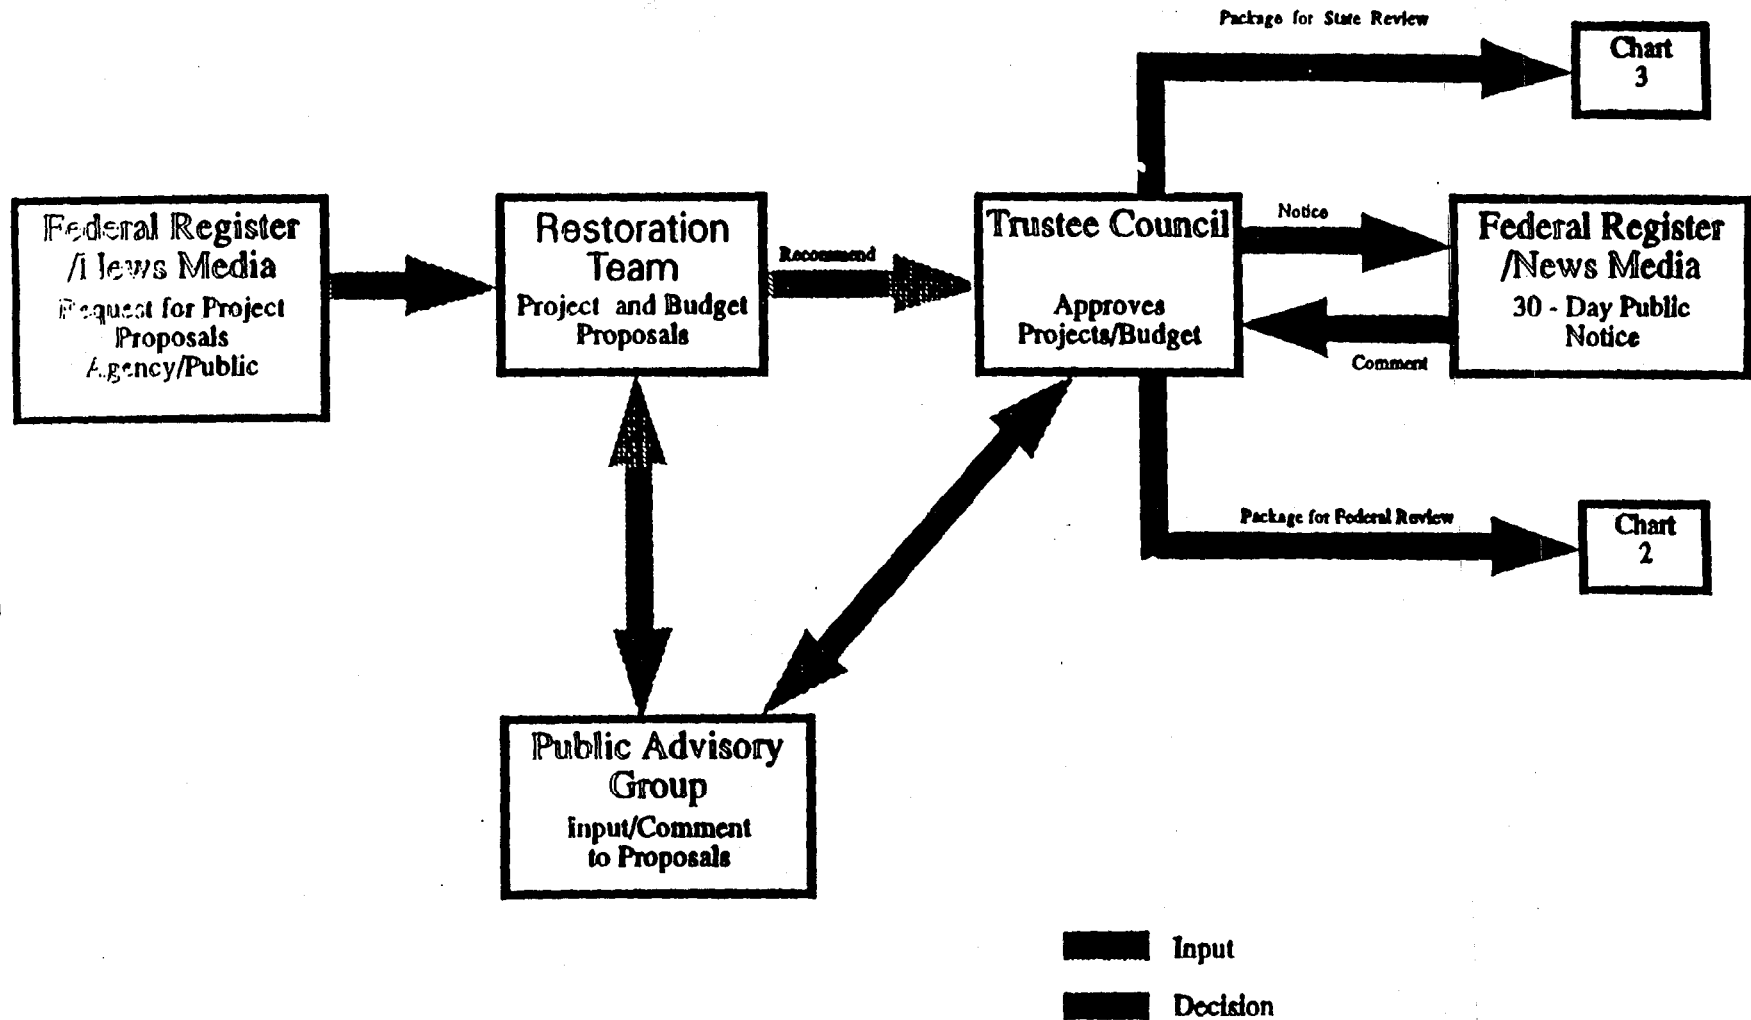 Package for State Review
Chart
3
Federal Register
/News Media
Request for Project
Proposals
Agency/Public
Restoration
Team
Project and Budget
Proposals
Recommend
Trustee Council
Approves
Projects/Budget
Notice
Federal Register
/News Media
30 - Day Public
Notice
Comment
Package for Federal Review
Chart
2
Public Advisory
Group
Input/Comment
to Proposals
Input
Decision